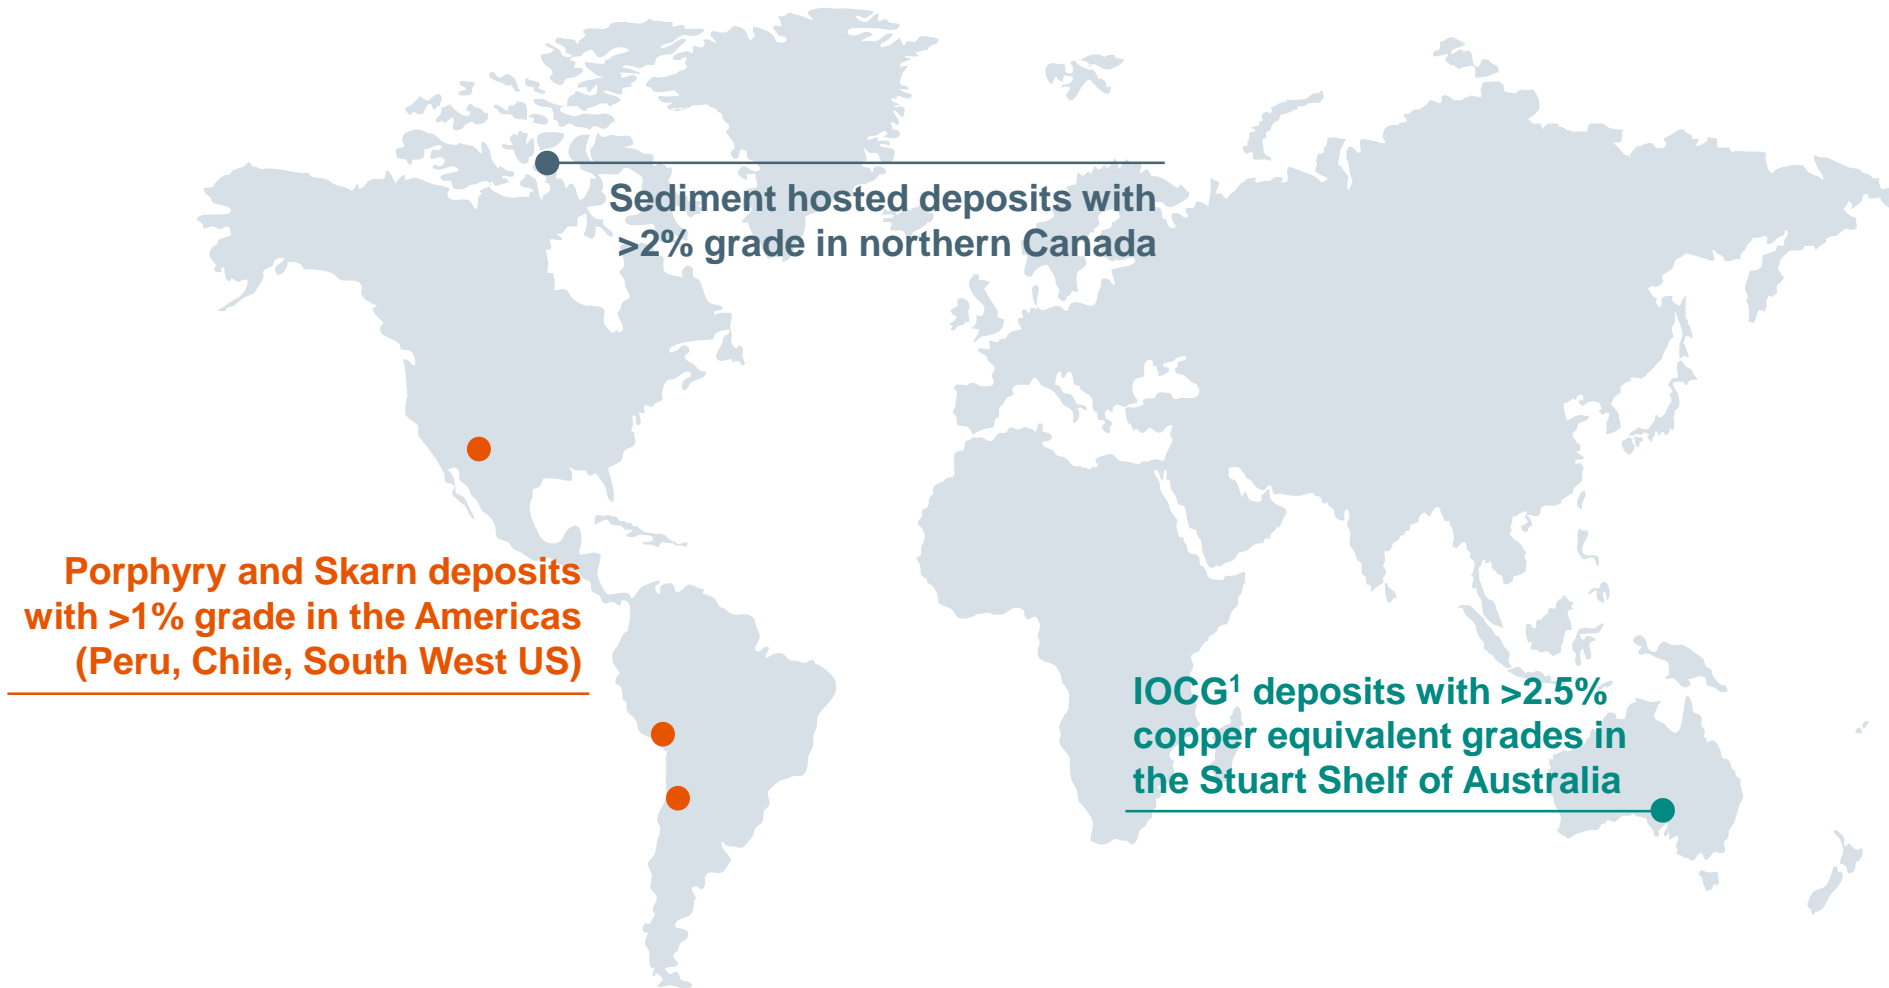 Sediment hosted deposits with
>2% grade in northern Canada
Porphyry and Skarn deposits
with >1% grade in the Americas
(Peru, Chile, South West US)
IOCG¹ deposits with >2.5%
copper equivalent grades in
the Stuart Shelf of Australia